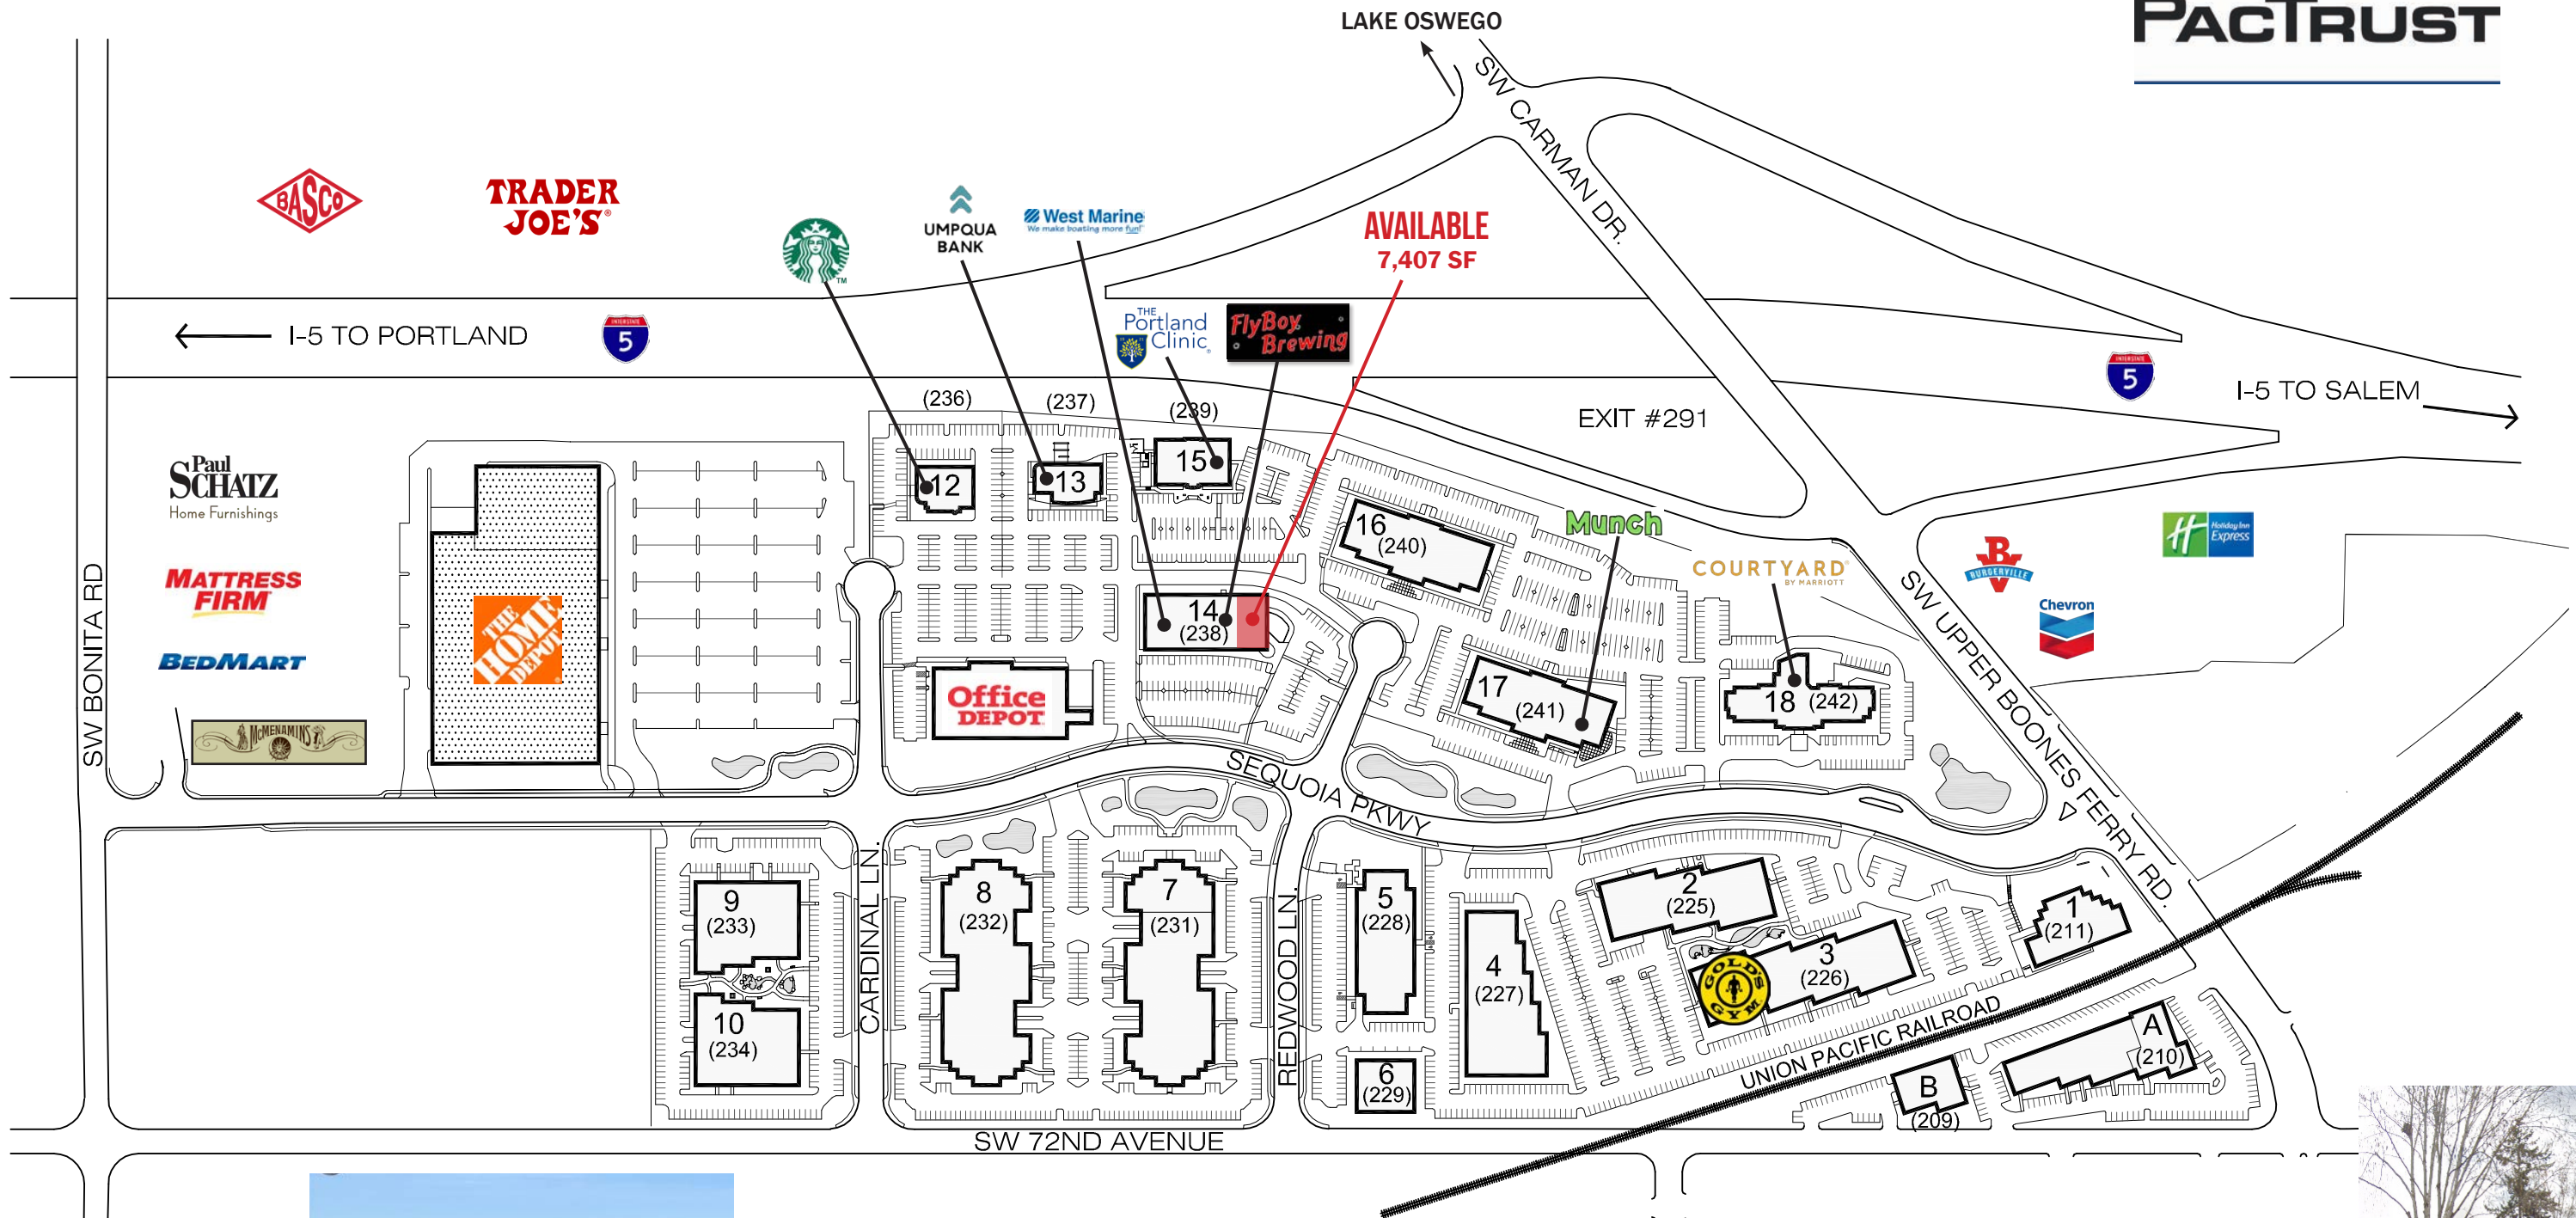 PACTRUST
LAKE OSWEGO
SW CARMAN DR.
BASCO
TRADER
JOE'S®
TM
UMPQUA
BANK
West Marine
We make boating more fun!
AVAILABLE
7,407 SF
THE
Portland
Clinic
FlyBoy
Brewing
I-5 TO PORTLAND
INTERSTATE
5
INTERSTATE
5
I-5 TO SALEM
EXIT #291
(236)
(237)
(239)
12
13
15
14
(238)
16
(240)
Munch
17
(241)
COURTYARD
BY MARRIOTT
18 (242)
Paul
SCHATZ
Home Furnishings
MATTRESS
FIRM
BEDMART
MCMENAMINS
THE
HOME
DEPOT
Office
DEPOT
B
BURGERVILLE
H
Holiday Inn
Express
Chevron
SW BONITA RD
SEQUOIA PKWY
SW UPPER BOONES FERRY RD.
CARDINAL LN.
REDWOOD LN.
9
(233)
10
(234)
8
(232)
7
(231)
5
(228)
6
(229)
4
(227)
2
(225)
3
(226)
GOLD'S
GYM
1
(211)
UNION PACIFIC RAILROAD
A
(210)
B
(209)
SW 72ND AVENUE